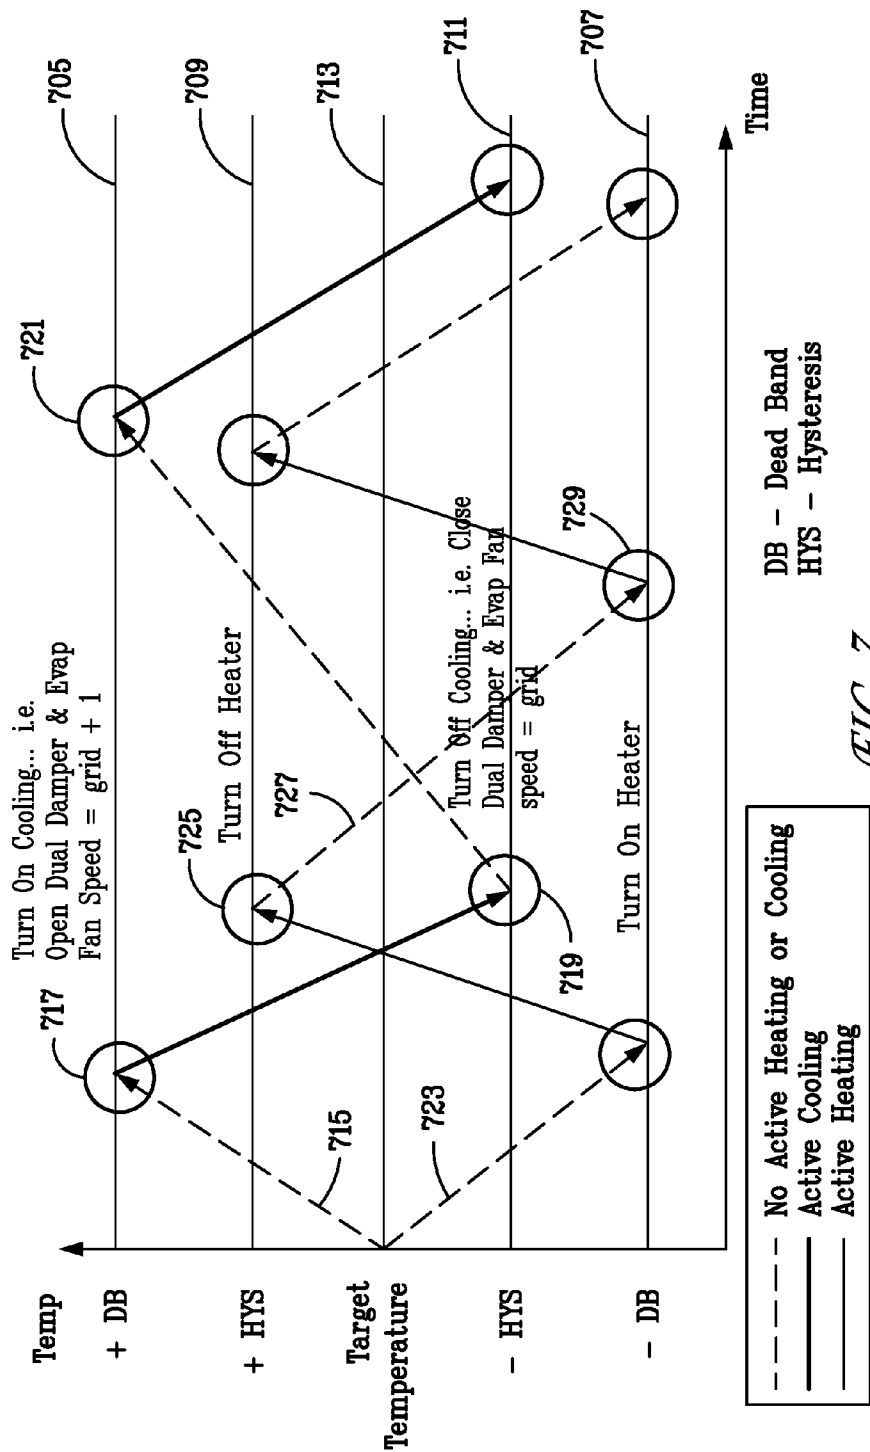 Temp
+ DB
+ HYS
Target
Temperature
- HYS
- DB
Turn On Cooling... i.e.
Open Dual Damper & Evap
Fan Speed = grid + 1
Turn Off Heater
Turn Off Cooling... i.e. Close
Dual Damper & Evap Fan
speed = grid
Turn On Heater
717
715
723
725
727
719
721
729
705
709
713
711
707
Time
No Active Heating or Cooling
Active Cooling
Active Heating
DB - Dead Band
HYS - Hysteresis
FIG. 7